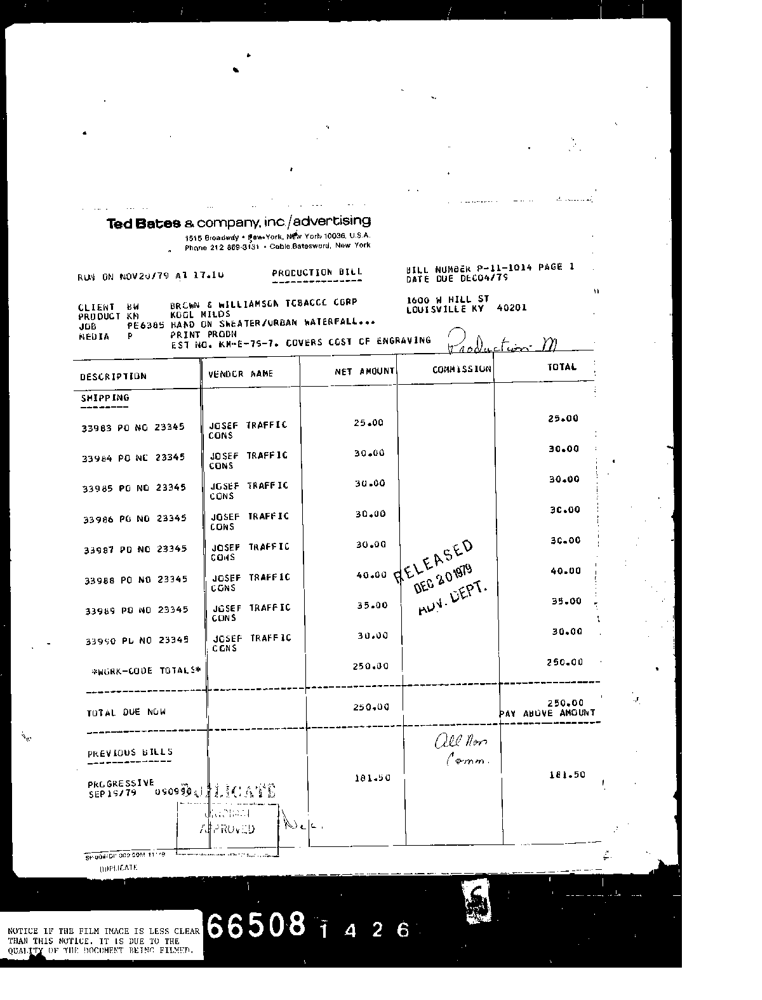 Ted Bates & company, inc./advertising
1515 Broadway • New York, New York 10036, U.S.A.
Phone 212 869-3131 • Cable Batesword, New York
RUN ON NOV20/79 AT 17.10 PRODUCTION BILL BILL NUMBER P-11-1014 PAGE 1
DATE DUE DEC04/79
CLIENT BW BROWN & WILLIAMSON TOBACCO CORP 1600 W HILL ST
PRODUCT KM KOOL MILDS LOUISVILLE KY 40201
JOB PE6385 HAND ON SWEATER/URBAN WATERFALL...
MEDIA P PRINT PRODN
EST NO. KM-E-79-7. COVERS COST OF ENGRAVING
Production M
DESCRIPTION VENDOR NAME NET AMOUNT COMMISSION TOTAL
SHIPPING
33983 PO NO 23345 JOSEF TRAFFIC CONS 25.00 25.00
33984 PO NO 23345 JOSEF TRAFFIC CONS 30.00 30.00
33985 PO NO 23345 JOSEF TRAFFIC CONS 30.00 30.00
33986 PO NO 23345 JOSEF TRAFFIC CONS 30.00 30.00
33987 PO NO 23345 JOSEF TRAFFIC CONS 30.00 30.00
33988 PO NO 23345 JOSEF TRAFFIC CONS 40.00 40.00
33989 PO NO 23345 JOSEF TRAFFIC CONS 35.00 35.00
33990 PO NO 23345 JOSEF TRAFFIC CONS 30.00 30.00
RELEASED
DEC 20 1979
ADV. DEPT.
*WORK-CODE TOTALS* 250.00 250.00
TOTAL DUE NOW 250.00 250.00
PAY ABOVE AMOUNT
All Non
Comm.
PREVIOUS BILLS
PROGRESSIVE 181.50 181.50
SEP19/79 090990
DUPLICATE
APPROVED
DUPLICATE
NOTICE IF THE FILM IMAGE IS LESS CLEAR
THAN THIS NOTICE, IT IS DUE TO THE
QUALITY OF THE DOCUMENT BEING FILMED.
66508 1426